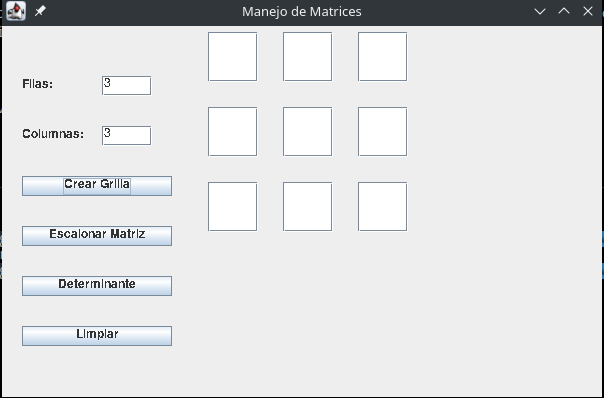 Manejo de Matrices
Filas:
3
Columnas:
3
Crear Grilla
Escalonar Matriz
Determinante
Limpiar